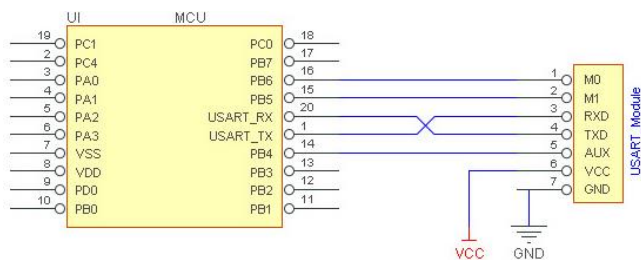 UI MCU
19 PC1 PC0 18
2 PC4 PB7 17
3 PA0 PB6 16 1 M0
4 PA1 PB5 15 2 M1
5 PA2 USART_RX 20 3 RXD
6 PA3 USART_TX 1 4 TXD
7 VSS PB4 14 5 AUX
8 VDD PB3 13 6 VCC
9 PD0 PB2 12 7 GND
10 PB0 PB1 11
USART Module
VCC GND